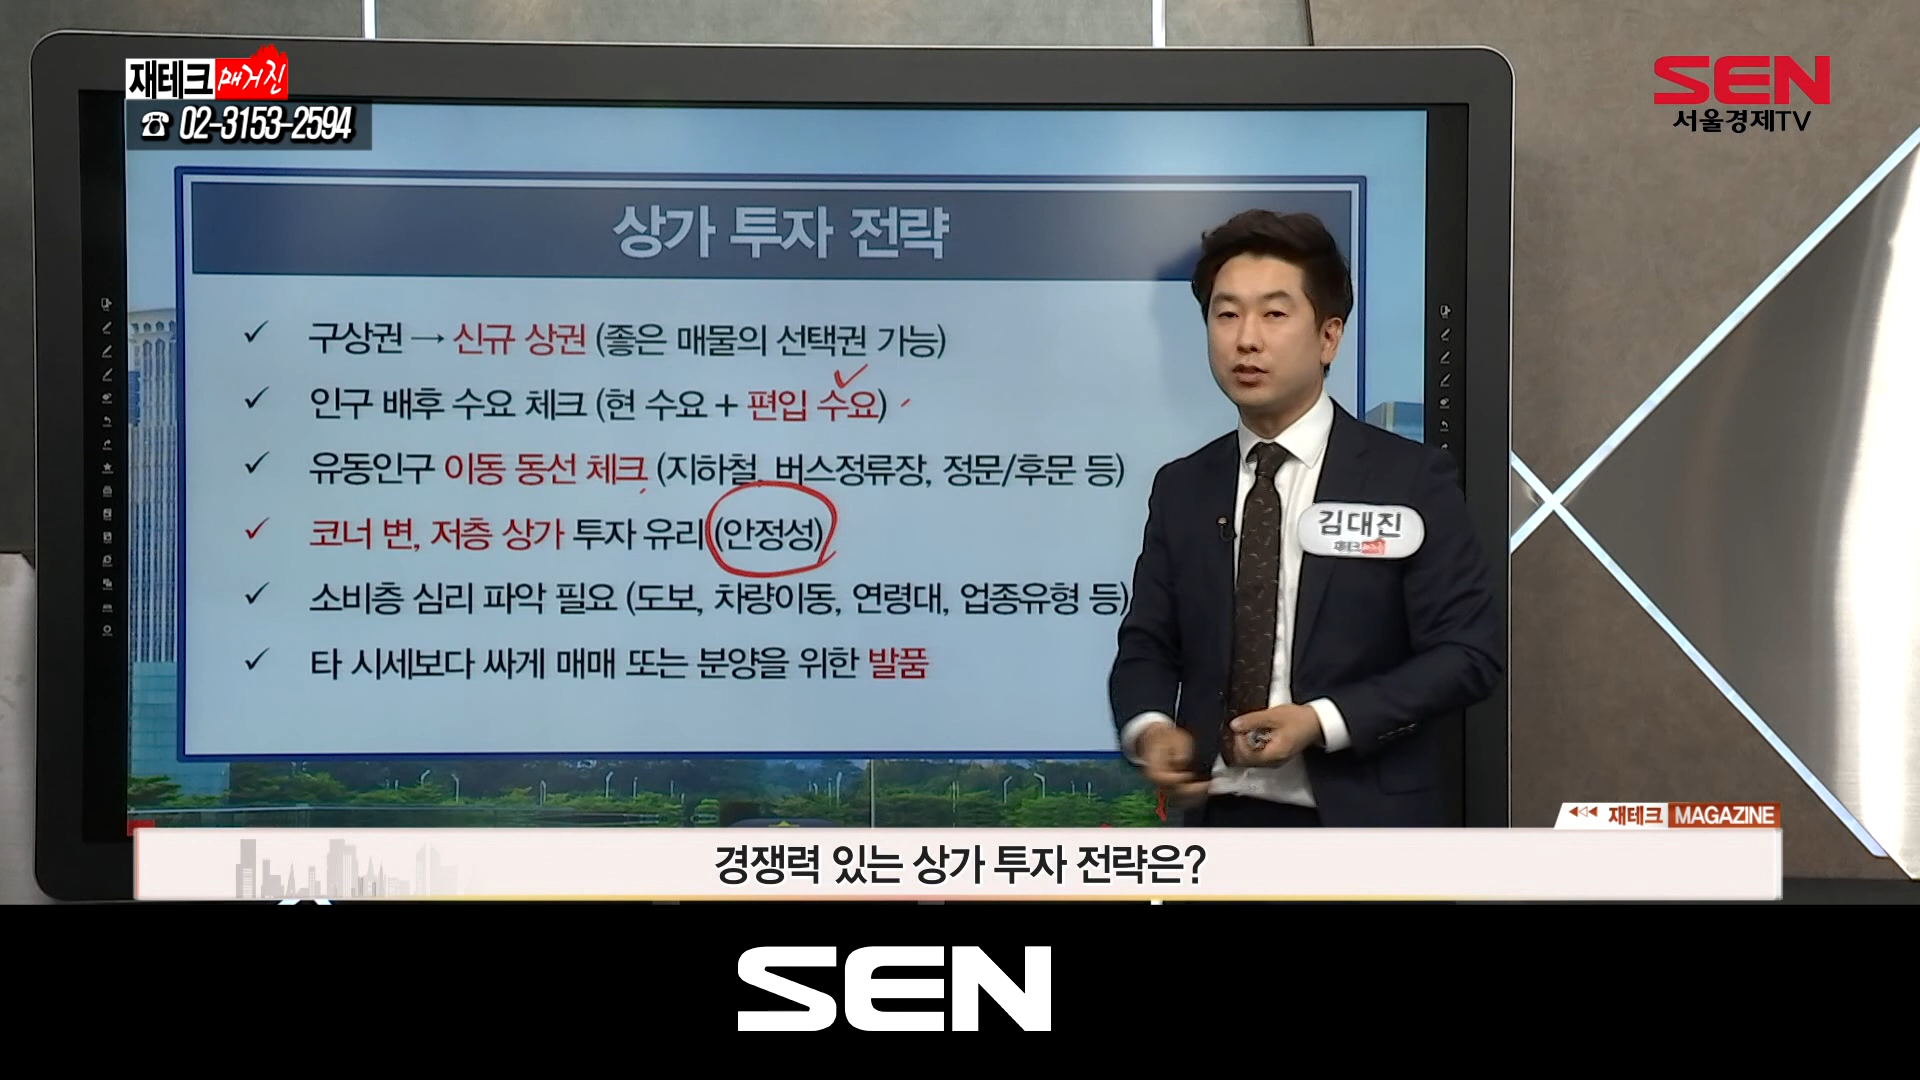 재테크 매거진
☎ 02-3153-2594
SEN
서울경제TV
상가 투자 전략
✓ 구상권 → 신규 상권 (좋은 매물의 선택권 가능)
✓ 인구 배후 수요 체크 (현 수요 + 편입 수요)
✓ 유동인구 이동 동선 체크 (지하철, 버스정류장, 정문/후문 등)
✓ 코너 변, 저층 상가 투자 유리 (안정성)
✓ 소비층 심리 파악 필요 (도보, 차량이동, 연령대, 업종유형 등)
✓ 타 시세보다 싸게 매매 또는 분양을 위한 발품
김대진
재테크
재테크 MAGAZINE
경쟁력 있는 상가 투자 전략은?
SEN